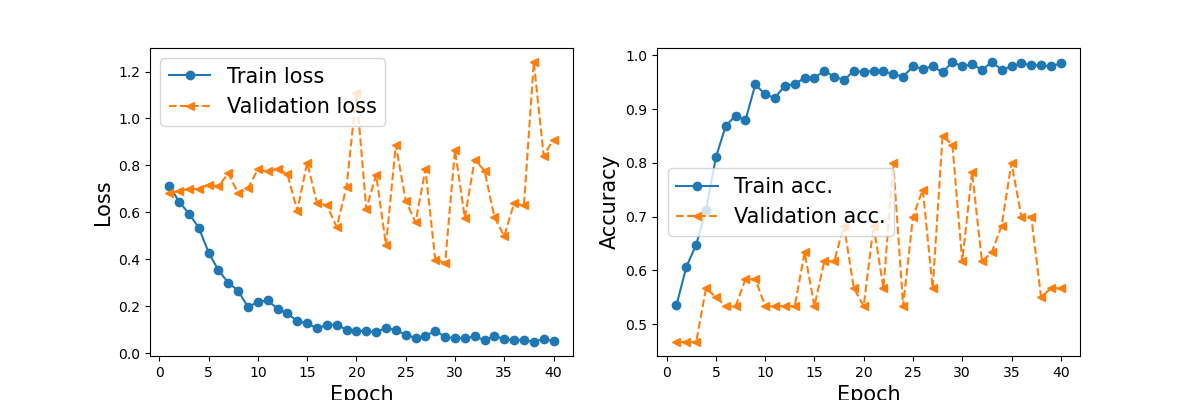 Train loss
Validation loss
Loss
1.2
1.0
0.8
0.6
0.4
0.2
0.0
0 5 10 15 20 25 30 35 40
Epoch
Train acc.
Validation acc.
Accuracy
1.0
0.9
0.8
0.7
0.6
0.5
0 5 10 15 20 25 30 35 40
Epoch